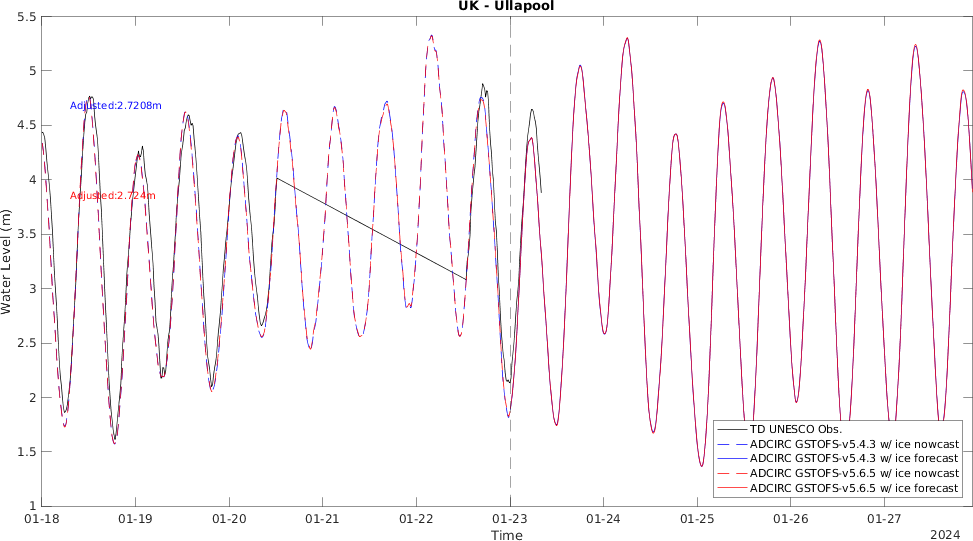 UK - Ullapool
5.5
5
4.5
4
3.5
3
2.5
2
1.5
1
Water Level (m)
Adjusted:2.7208m
Adjusted:2.724m
TD UNESCO Obs.
ADCIRC GSTOFS-v5.4.3 w/ ice nowcast
ADCIRC GSTOFS-v5.4.3 w/ ice forecast
ADCIRC GSTOFS-v5.6.5 w/ ice nowcast
ADCIRC GSTOFS-v5.6.5 w/ ice forecast
01-18 01-19 01-20 01-21 01-22 01-23 01-24 01-25 01-26 01-27
Time
2024